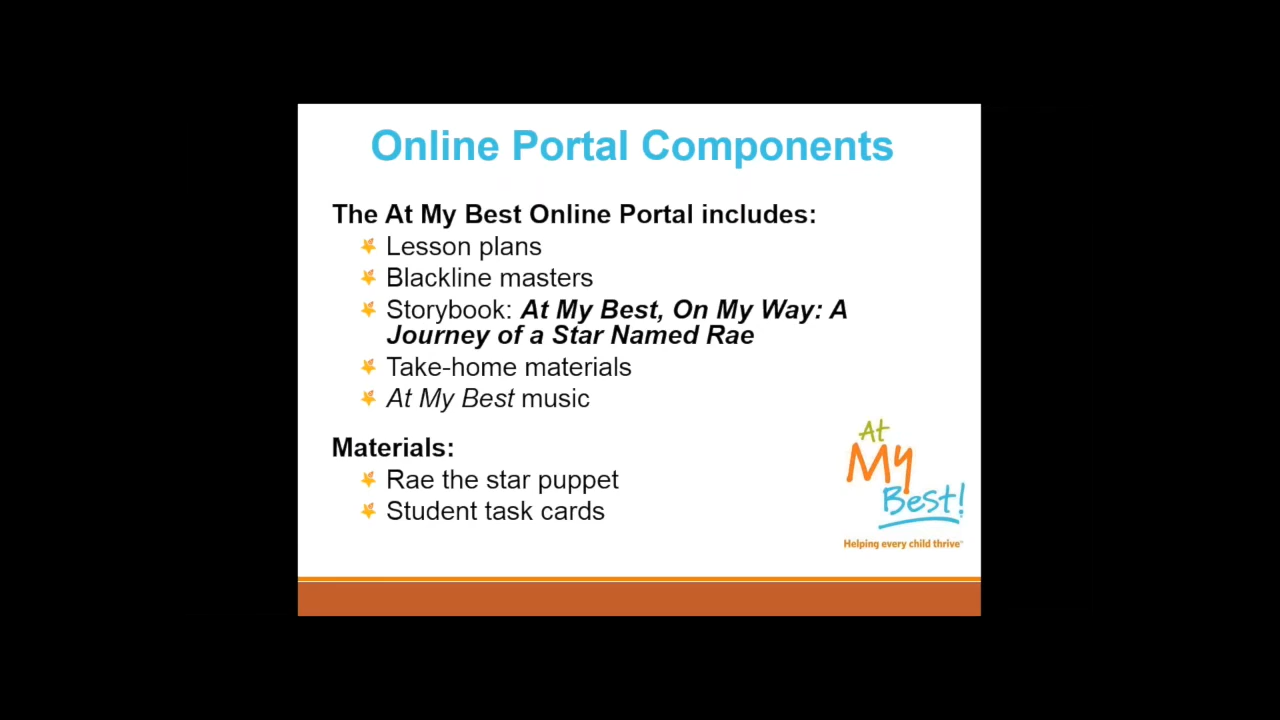 Online Portal Components
The At My Best Online Portal includes:
Lesson plans
Blackline masters
Storybook: At My Best, On My Way: A
Journey of a Star Named Rae
Take-home materials
At My Best music
Materials:
Rae the star puppet
Student task cards
At
My
Best!
Helping every child thrive™